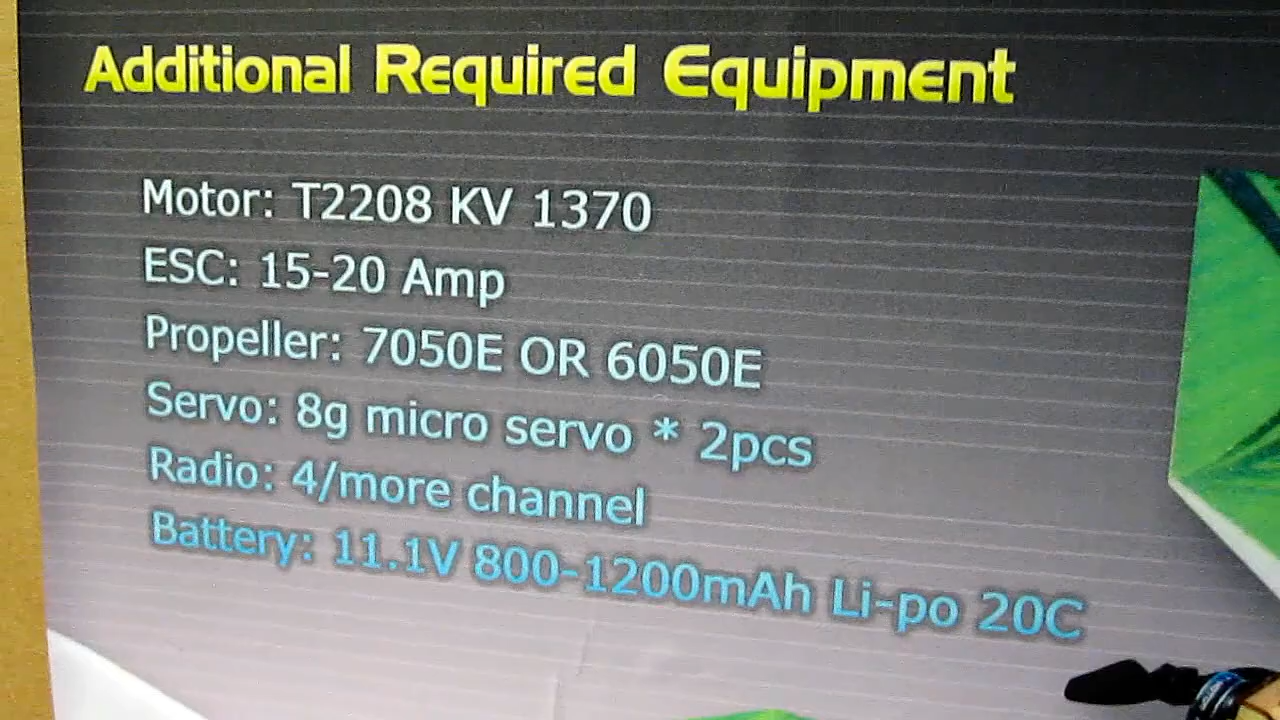 Additional Required Equipment
Motor: T2208 KV 1370
ESC: 15-20 Amp
Propeller: 7050E OR 6050E
Servo: 8g micro servo * 2pcs
Radio: 4/more channel
Battery: 11.1V 800-1200mAh Li-po 20C